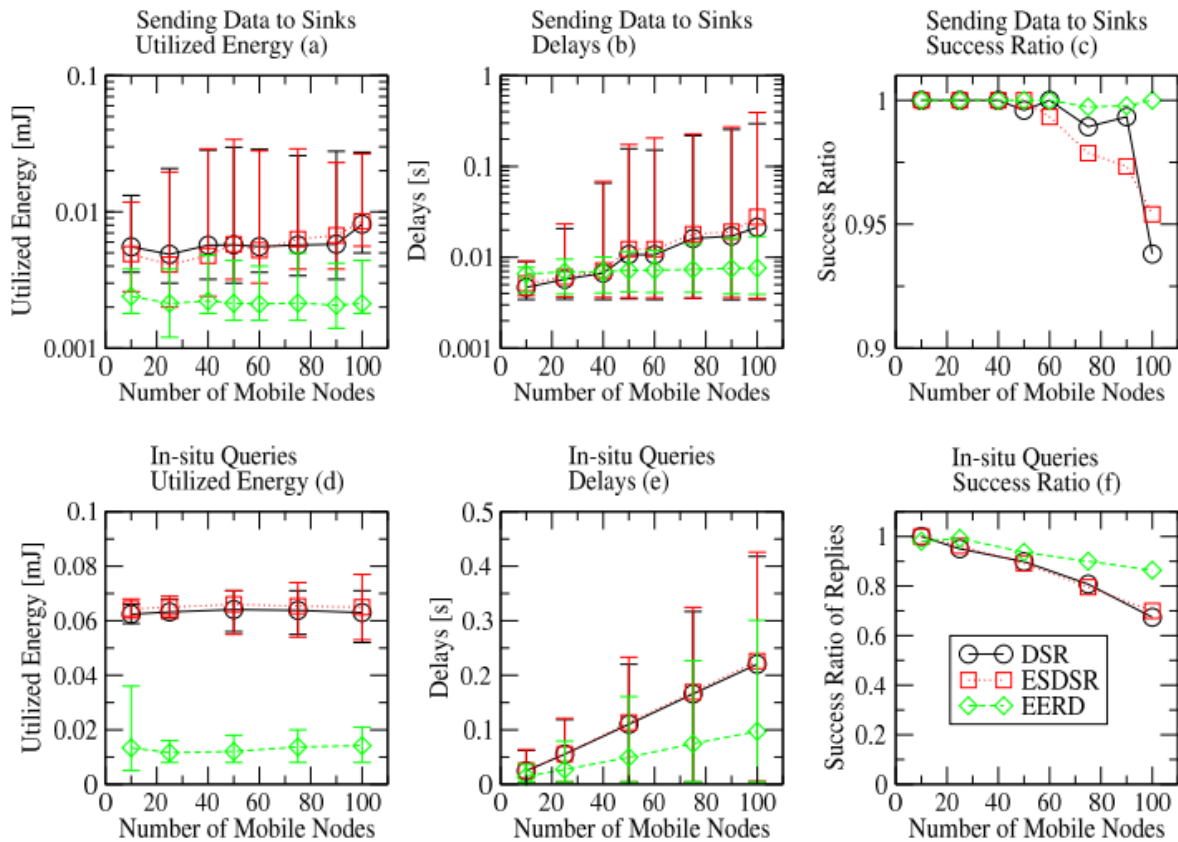 Sending Data to Sinks
Utilized Energy (a)
Utilized Energy [mJ]
0.1
0.01
0.001
0 20 40 60 80 100
Number of Mobile Nodes
Sending Data to Sinks
Delays (b)
Delays [s]
1
0.1
0.01
0.001
0 20 40 60 80 100
Number of Mobile Nodes
Sending Data to Sinks
Success Ratio (c)
Success Ratio
1
0.95
0.9
0 20 40 60 80 100
Number of Mobile Nodes
In-situ Queries
Utilized Energy (d)
Utilized Energy [mJ]
0.1
0.08
0.06
0.04
0.02
0
0 20 40 60 80 100
Number of Mobile Nodes
In-situ Queries
Delays (e)
Delays [s]
0.5
0.4
0.3
0.2
0.1
0
0 20 40 60 80 100
Number of Mobile Nodes
In-situ Queries
Success Ratio (f)
Success Ratio of Replies
1
0.8
0.6
0.4
0.2
0
DSR
ESDSR
EERD
0 20 40 60 80 100
Number of Mobile Nodes